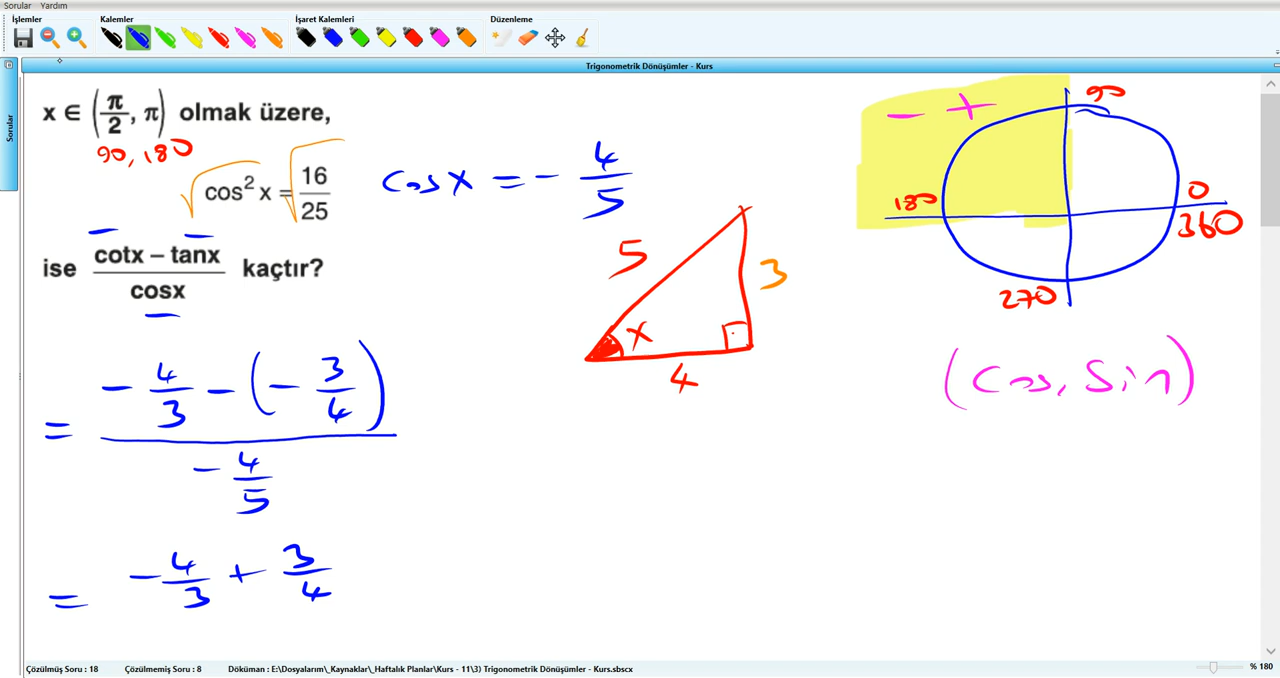 Sorular Yardım
İşlemler Kalemler İşaret Kalemleri Düzenleme
Trigonometrik Dönüşümler - Kurs
Sorular
x ∈ (π/2, π) olmak üzere,
90, 180
√cos²x = √16/25
cosx = - 4/5
ise cotx – tanx / cosx kaçtır?
= - 4/3 - (- 3/4) / - 4/5
= - 4/3 + 3/4
5
3
x
4
- +
90
180
0
360
270
(cos, sin)
Çözülmüş Soru : 18 Çözülmemiş Soru : 8 Döküman : E:\Dosyalarım\_Kaynaklar\_Haftalık Planlar\Kurs - 11\3) Trigonometrik Dönüşümler - Kurs.sbscx % 180